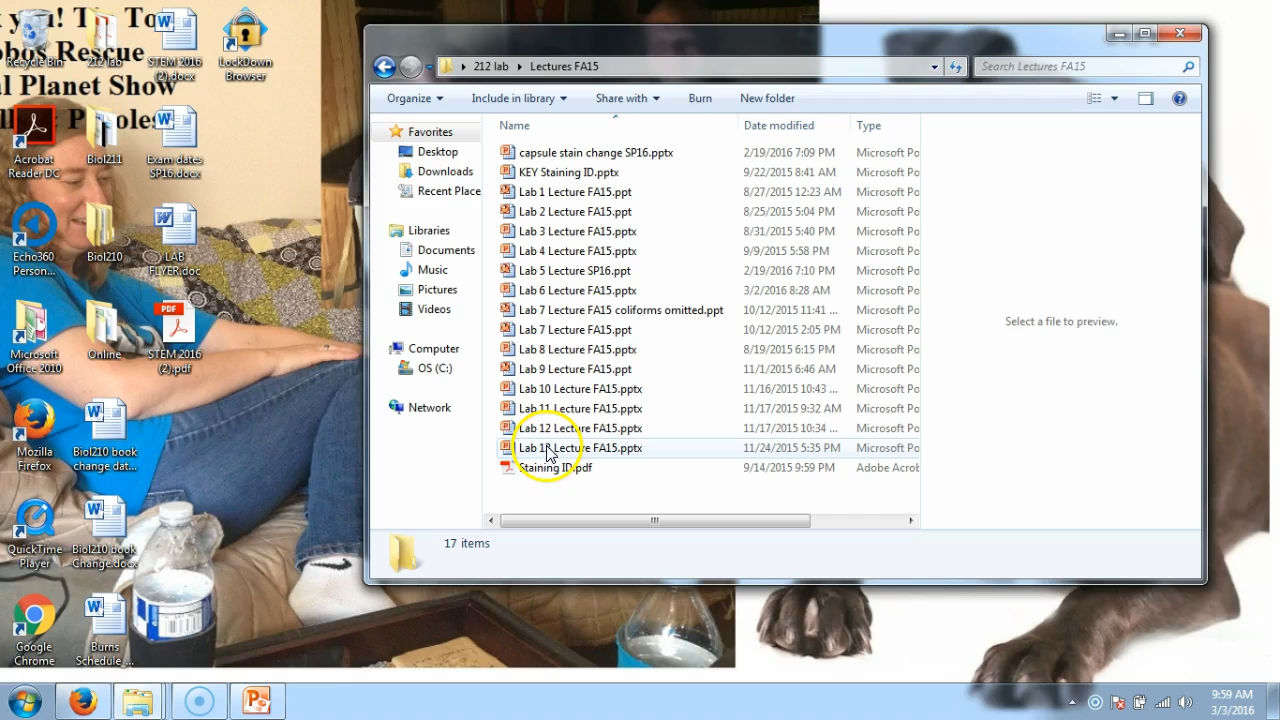 you! Tia To
obos Rescue
al Planet Show
Recycle Bin
212 lab
STEM 2016
(2).docx
LockDown
Browser
Acrobat
Reader DC
Biol211
Exam dates
SP16.docx
Echo360
Person...
Biol210
LAB
FLYER.doc
Microsoft
Office 2010
Online
PDF
STEM 2016
(2).pdf
Mozilla
Firefox
Biol210 book
change dat...
QuickTime
Player
Biol210 book
Change.docx
Google
Chrome
Burns
Schedule_...
212 lab
Lectures FA15
Search Lectures FA15
Organize
Include in library
Share with
Burn
New folder
Favorites
Desktop
Downloads
Recent Place
Libraries
Documents
Music
Pictures
Videos
Computer
OS (C:)
Network
Name Date modified Type
capsule stain change SP16.pptx 2/19/2016 7:09 PM Microsoft Po
KEY Staining ID.pptx 9/22/2015 8:41 AM Microsoft Po
Lab 1 Lecture FA15.ppt 8/27/2015 12:23 AM Microsoft Po
Lab 2 Lecture FA15.ppt 8/25/2015 5:04 PM Microsoft Po
Lab 3 Lecture FA15.pptx 8/31/2015 5:40 PM Microsoft Po
Lab 4 Lecture FA15.pptx 9/9/2015 5:58 PM Microsoft Po
Lab 5 Lecture SP16.ppt 2/19/2016 7:10 PM Microsoft Po
Lab 6 Lecture FA15.pptx 3/2/2016 8:28 AM Microsoft Po
Lab 7 Lecture FA15 coliforms omitted.ppt 10/12/2015 11:41 ... Microsoft Po
Lab 7 Lecture FA15.ppt 10/12/2015 2:05 PM Microsoft Po
Lab 8 Lecture FA15.pptx 8/19/2015 6:15 PM Microsoft Po
Lab 9 Lecture FA15.ppt 11/1/2015 6:46 AM Microsoft Po
Lab 10 Lecture FA15.pptx 11/16/2015 10:43 ... Microsoft Po
Lab 11 Lecture FA15.pptx 11/17/2015 9:32 AM Microsoft Po
Lab 12 Lecture FA15.pptx 11/17/2015 10:34 ... Microsoft Po
Lab 13 Lecture FA15.pptx 11/24/2015 5:35 PM Microsoft Po
Staining ID.pdf 9/14/2015 9:59 PM Adobe Acrob
Select a file to preview.
17 items
9:59 AM
3/3/2016